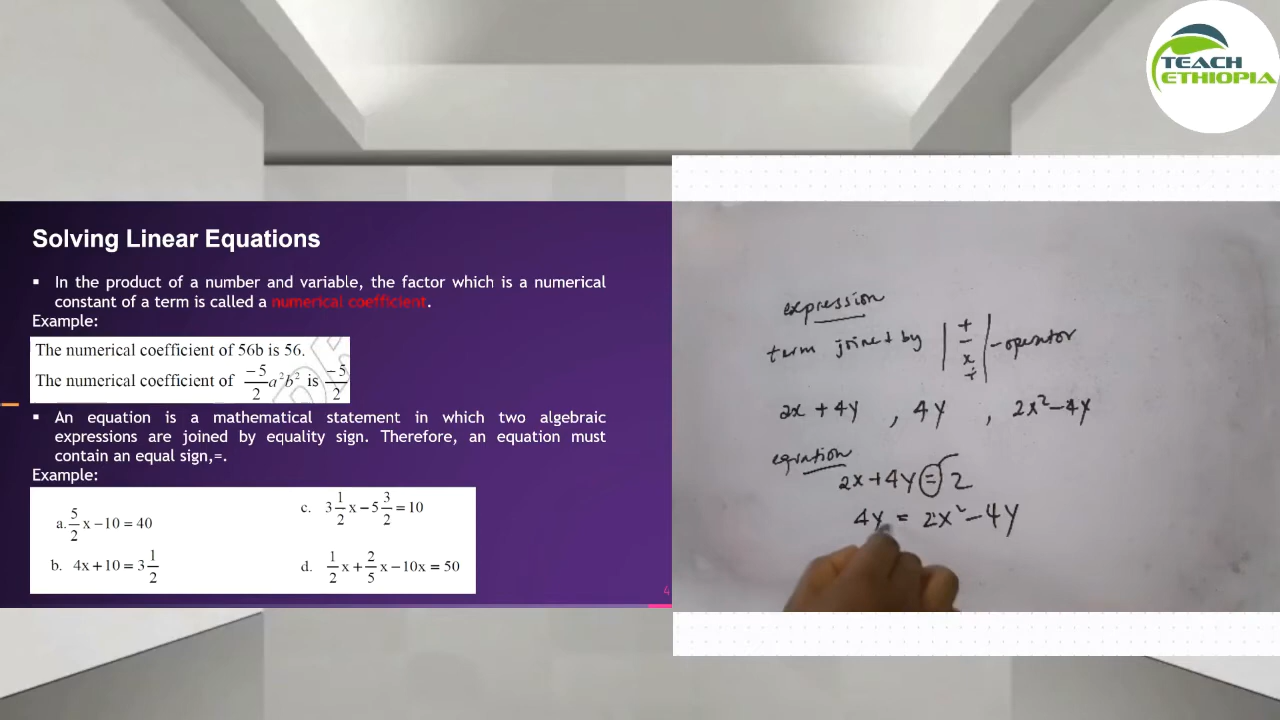 TEACH
ETHIOPIA
Solving Linear Equations
▪ In the product of a number and variable, the factor which is a numerical
constant of a term is called a numerical coefficient.
Example:
The numerical coefficient of 56b is 56.
The numerical coefficient of -5/2 a²b² is -5/2
▪ An equation is a mathematical statement in which two algebraic
expressions are joined by equality sign. Therefore, an equation must
contain an equal sign,=.
Example:
a. 5/2 x − 10 = 40
c. 3 1/2 x − 5 3/2 = 10
b. 4x + 10 = 3 1/2
d. 1/2 x + 2/5 x − 10x = 50
4
expression
term joined by | + − x ÷ | - operator
2x + 4y , 4y , 2x² − 4y
equation
2x + 4y = 2
4y = 2x² − 4y